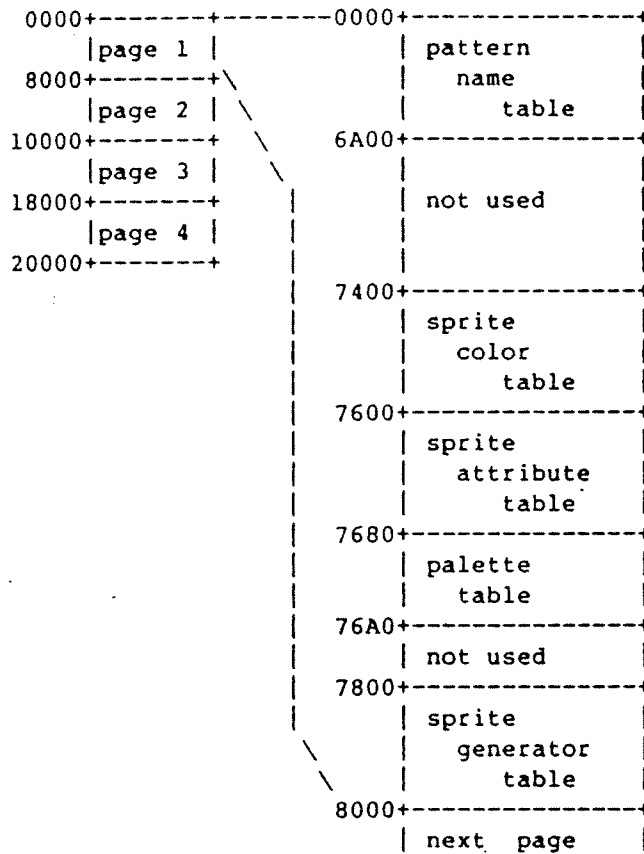 0000+--------+--------0000+----------------+
|page 1 | | pattern
8000+--------+ name
|page 2 | table
10000+--------+ 6A00+----------------+
|page 3 |
18000+--------+ | not used
|page 4 |
20000+--------+
7400+----------------+
| sprite
color
table
7600+----------------+
| sprite
attribute
table
7680+----------------+
| palette
table
76A0+----------------+
| not used
7800+----------------+
| sprite
generator
table
8000+----------------+
| next page